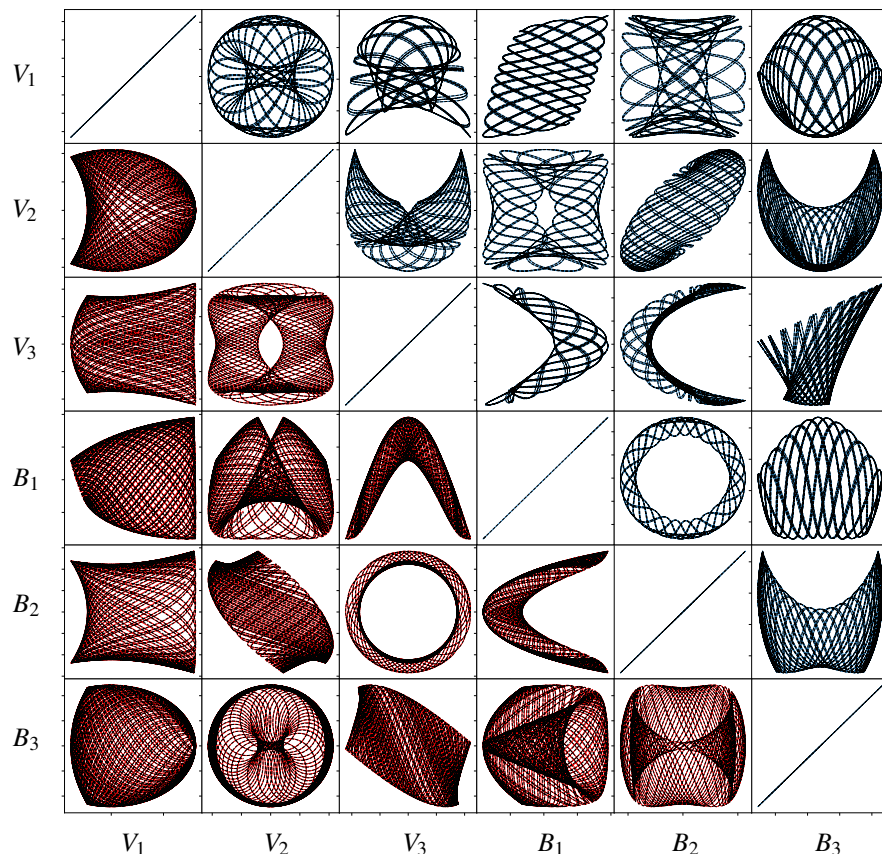 V₁
V₂
V₃
B₁
B₂
B₃
V₁ V₂ V₃ B₁ B₂ B₃